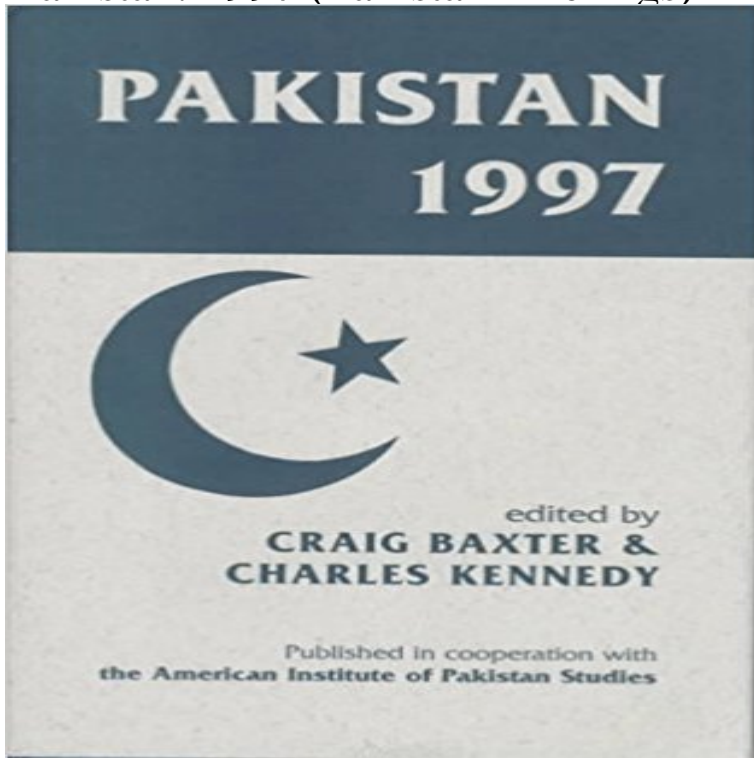 PAKISTAN
1997
edited by
CRAIG BAXTER &
CHARLES KENNEDY
Published in cooperation with
the American Institute of Pakistan Studies